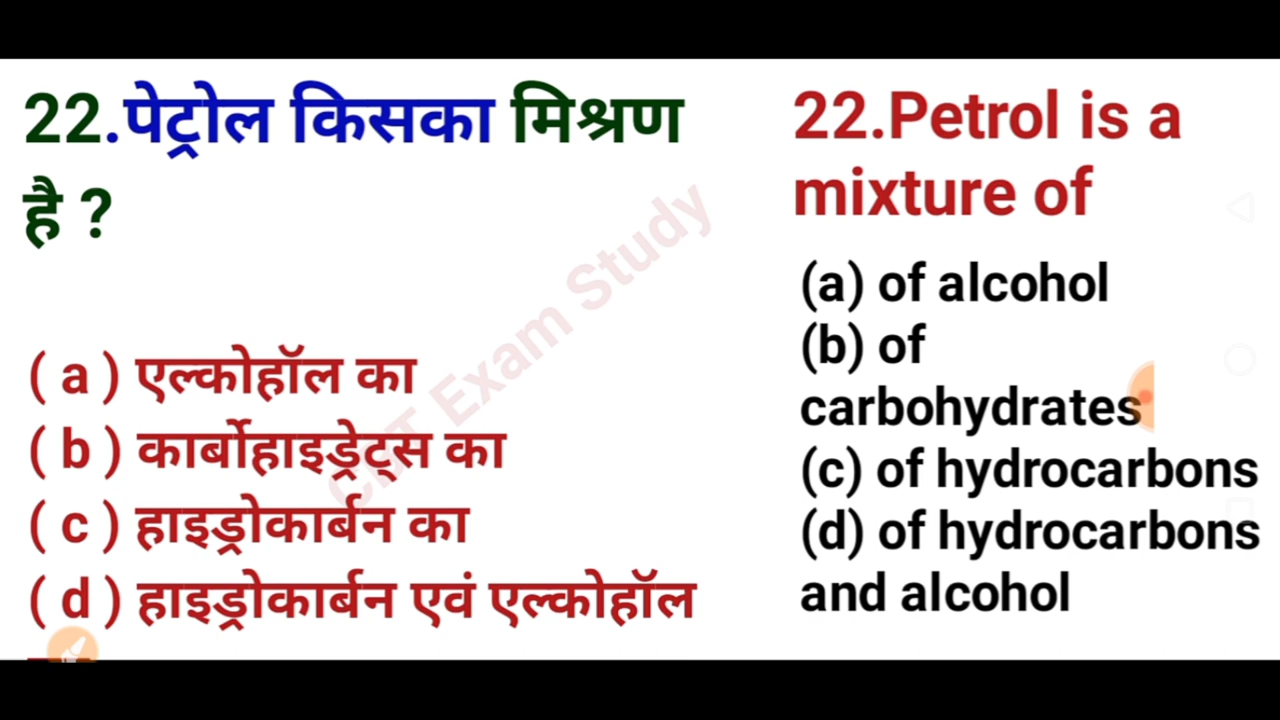 22.पेट्रोल किसका मिश्रण
है ?
( a ) एल्कोहॉल का
( b ) कार्बोहाइड्रेट्स का
( c ) हाइड्रोकार्बन का
( d ) हाइड्रोकार्बन एवं एल्कोहॉल
22.Petrol is a
mixture of
(a) of alcohol
(b) of
carbohydrates
(c) of hydrocarbons
(d) of hydrocarbons
and alcohol
Exam Study